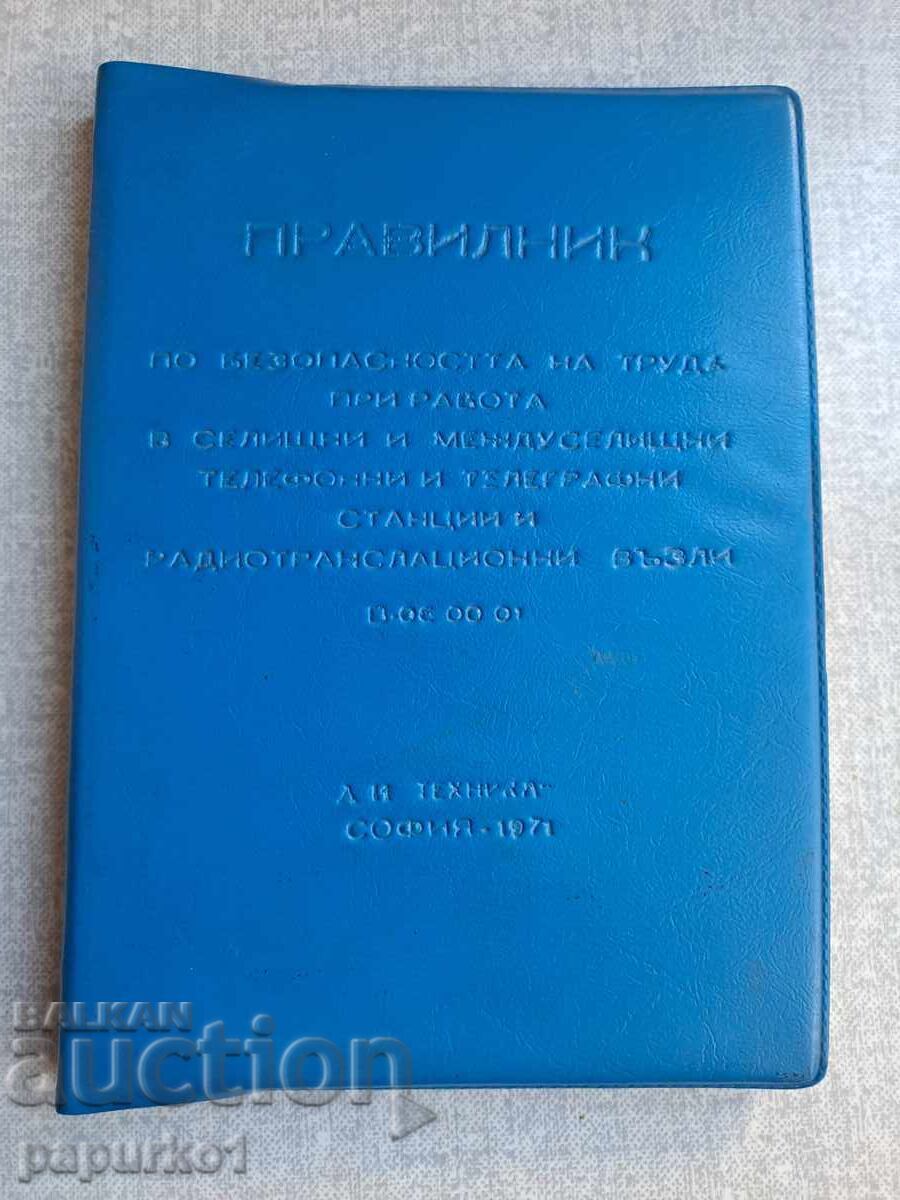 ПРАВИЛНИК
ПО БЕЗОПАСНОСТТА НА ТРУДА
ПРИ РАБОТА
В СЕЛИЩНИ И МЕЖДУСЕЛИЩНИ
ТЕЛЕФОННИ И ТЕЛЕГРАФНИ
СТАНЦИИ И
РАДИОТРАНСЛАЦИОННИ ВЪЗЛИ
В-06 00 01
Д И "ТЕХНИКА"
СОФИЯ - 1971
BALKAN
auction
papurko1